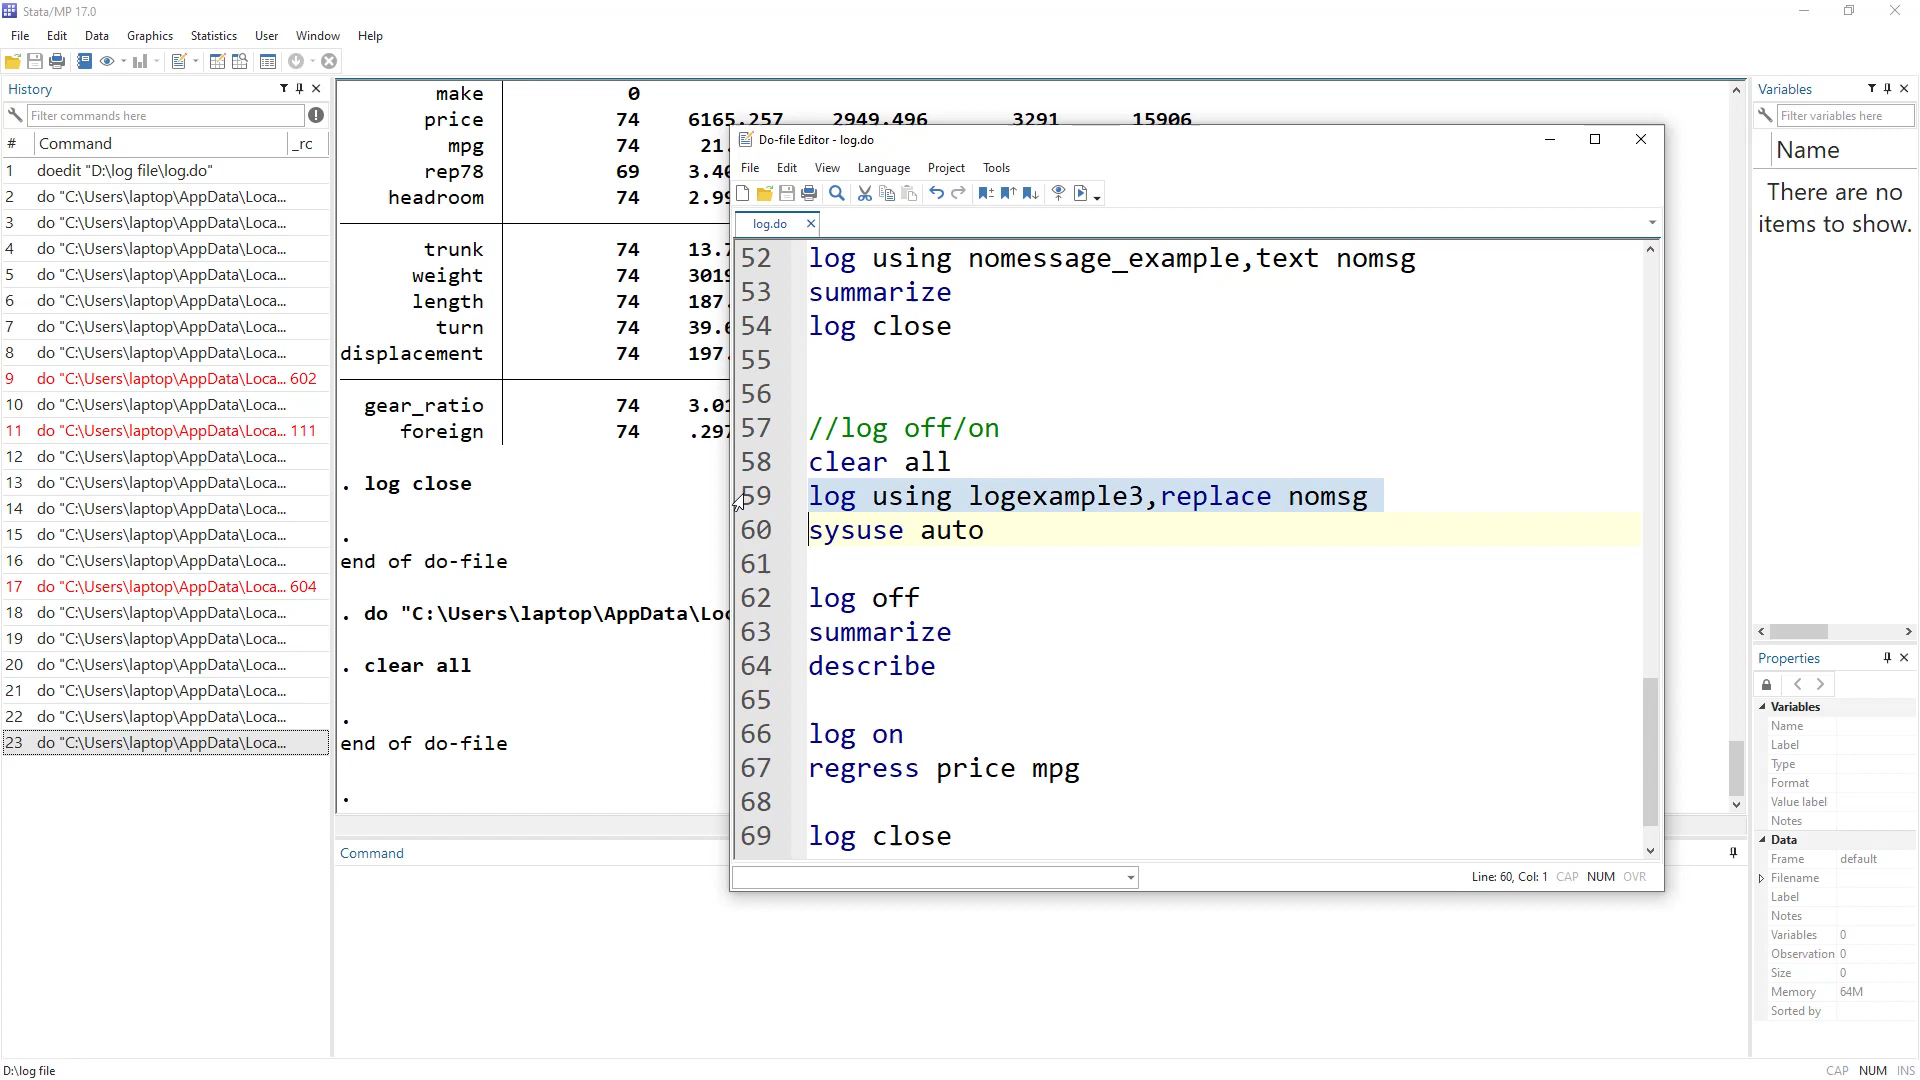 Stata/MP 17.0
File Edit Data Graphics Statistics User Window Help
History
Filter commands here
# Command _rc
1 doedit "D:\log file\log.do"
2 do "C:\Users\laptop\AppData\Loca...
3 do "C:\Users\laptop\AppData\Loca...
4 do "C:\Users\laptop\AppData\Loca...
5 do "C:\Users\laptop\AppData\Loca...
6 do "C:\Users\laptop\AppData\Loca...
7 do "C:\Users\laptop\AppData\Loca...
8 do "C:\Users\laptop\AppData\Loca...
9 do "C:\Users\laptop\AppData\Loca... 602
10 do "C:\Users\laptop\AppData\Loca...
11 do "C:\Users\laptop\AppData\Loca... 111
12 do "C:\Users\laptop\AppData\Loca...
13 do "C:\Users\laptop\AppData\Loca...
14 do "C:\Users\laptop\AppData\Loca...
15 do "C:\Users\laptop\AppData\Loca...
16 do "C:\Users\laptop\AppData\Loca...
17 do "C:\Users\laptop\AppData\Loca... 604
18 do "C:\Users\laptop\AppData\Loca...
19 do "C:\Users\laptop\AppData\Loca...
20 do "C:\Users\laptop\AppData\Loca...
21 do "C:\Users\laptop\AppData\Loca...
22 do "C:\Users\laptop\AppData\Loca...
23 do "C:\Users\laptop\AppData\Loca...
make 0
price 74 6165.257 2949.496 3291 15906
mpg 74 21.
rep78 69 3.40
headroom 74 2.99
trunk 74 13.7
weight 74 3019
length 74 187.
turn 74 39.6
displacement 74 197.
gear_ratio 74 3.01
foreign 74 .297
. log close
.
end of do-file
. do "C:\Users\laptop\AppData\Loc
. clear all
.
end of do-file
.
Command
Do-file Editor - log.do
File Edit View Language Project Tools
log.do
52 log using nomessage_example,text nomsg
53 summarize
54 log close
55
56
57 //log off/on
58 clear all
59 log using logexample3,replace nomsg
60 sysuse auto
61
62 log off
63 summarize
64 describe
65
66 log on
67 regress price mpg
68
69 log close
Line: 60, Col: 1 CAP NUM OVR
Variables
Filter variables here
Name
There are no
items to show.
Properties
Variables
Name
Label
Type
Format
Value label
Notes
Data
Frame default
Filename
Label
Notes
Variables 0
Observation 0
Size 0
Memory 64M
Sorted by
D:\log file
CAP NUM INS